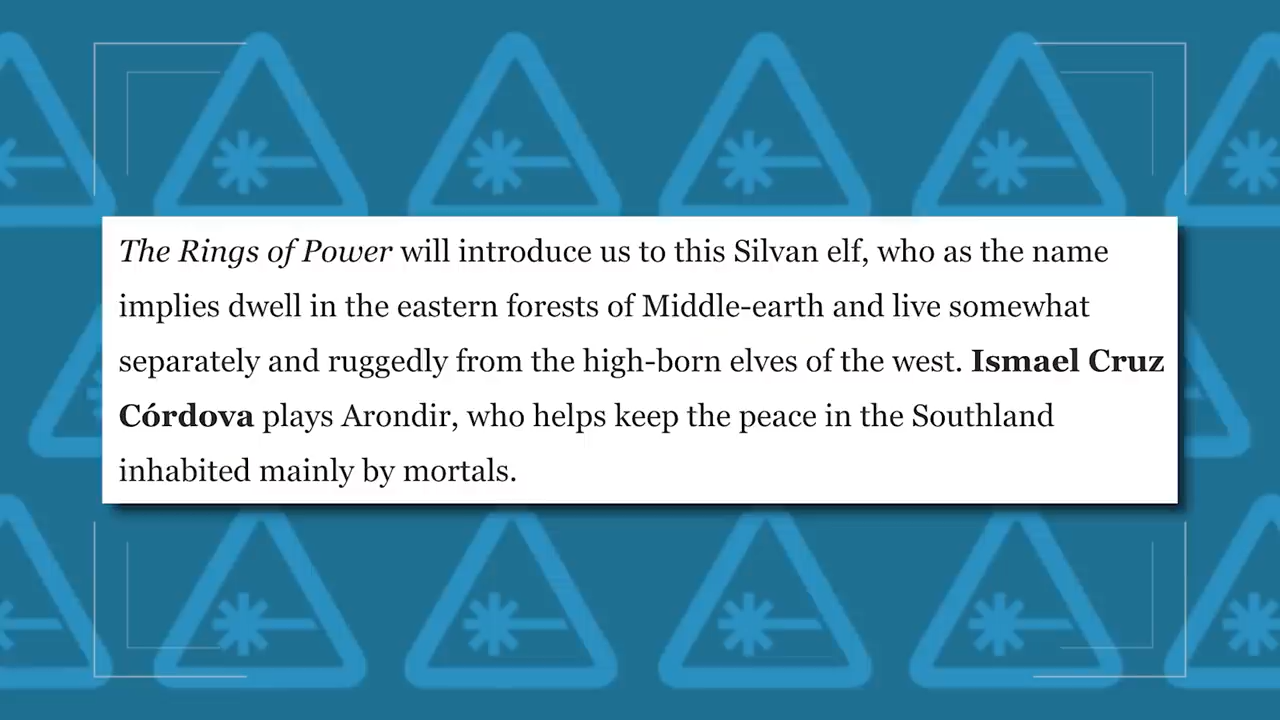 The Rings of Power will introduce us to this Silvan elf, who as the name
implies dwell in the eastern forests of Middle-earth and live somewhat
separately and ruggedly from the high-born elves of the west. Ismael Cruz
Córdova plays Arondir, who helps keep the peace in the Southland
inhabited mainly by mortals.